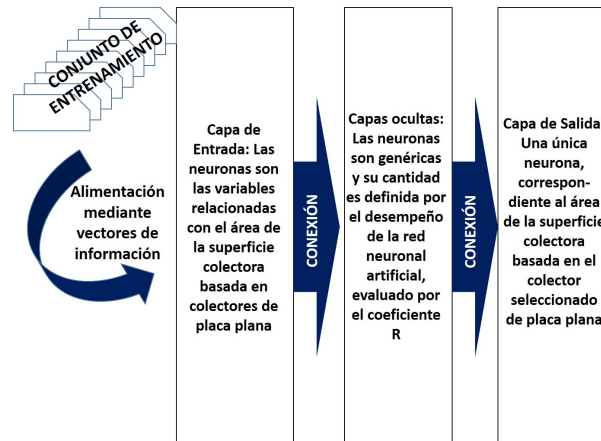 CONJUNTO DE
ENTRENAMIENTO
Alimentación
mediante
vectores de
información
Capa de
Entrada: Las
neuronas son
las variables
relacionadas
con el área de
la superficie
colectora
basada en
colectores de
placa plana
CONEXIÓN
Capas ocultas:
Las neuronas
son genéricas
y su cantidad
es definida por
el desempeño
de la red
neuronal
artificial,
evaluado por
el coeficiente
R
CONEXIÓN
Capa de Salida:
Una única
neurona,
correspon-
diente al área
de la superficie
colectora
basada en el
colector
seleccionado
de placa plana